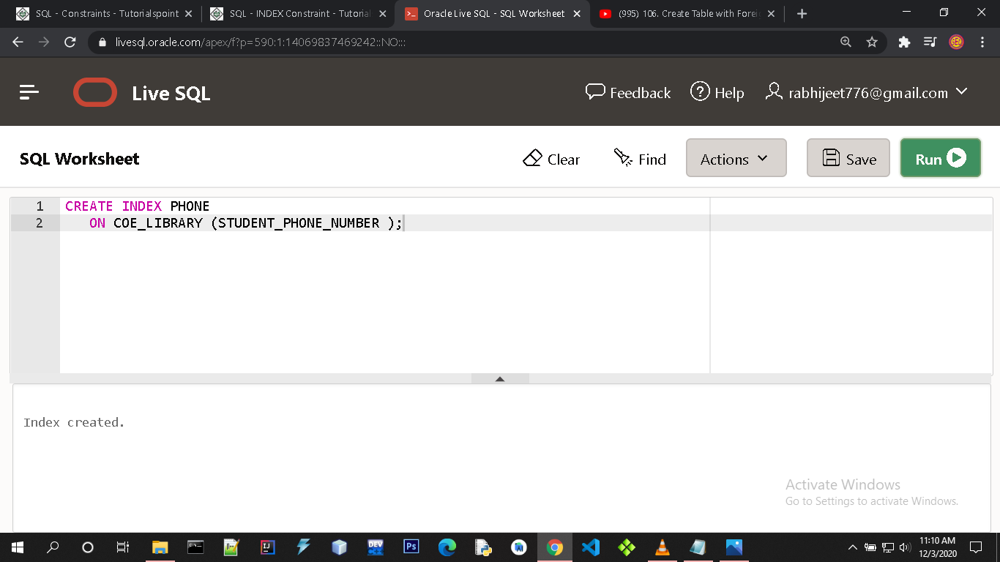 SQL - Constraints - Tutorialspoint
SQL - INDEX Constraint - Tutorial
Oracle Live SQL - SQL Worksheet
(995) 106. Create Table with Forei
livesql.oracle.com/apex/f?p=590:1:14069837469242::NO:::
Live SQL
Feedback
Help
rabhijeet776@gmail.com
SQL Worksheet
Clear
Find
Actions
Save
Run
1 CREATE INDEX PHONE
2 ON COE_LIBRARY (STUDENT_PHONE_NUMBER );
Index created.
Activate Windows
Go to Settings to activate Windows.
DEV
Ps
IJ
11:10 AM
12/3/2020